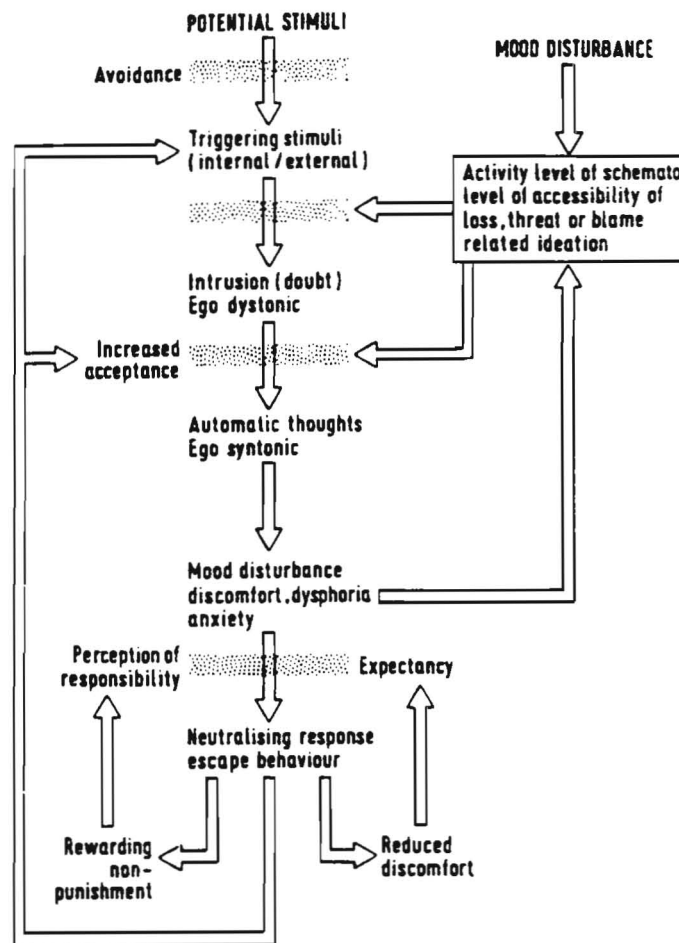 POTENTIAL STIMULI
MOOD DISTURBANCE
Avoidance
Triggering stimuli
(internal/external)
Activity level of schemata
level of accessibility of
loss, threat or blame
related ideation
Intrusion (doubt)
Ego dystonic
Increased
acceptance
Automatic thoughts
Ego syntonic
Mood disturbance
discomfort, dysphoria
anxiety
Perception of
responsibility
Expectancy
Neutralising response
escape behaviour
Rewarding
non-
punishment
Reduced
discomfort